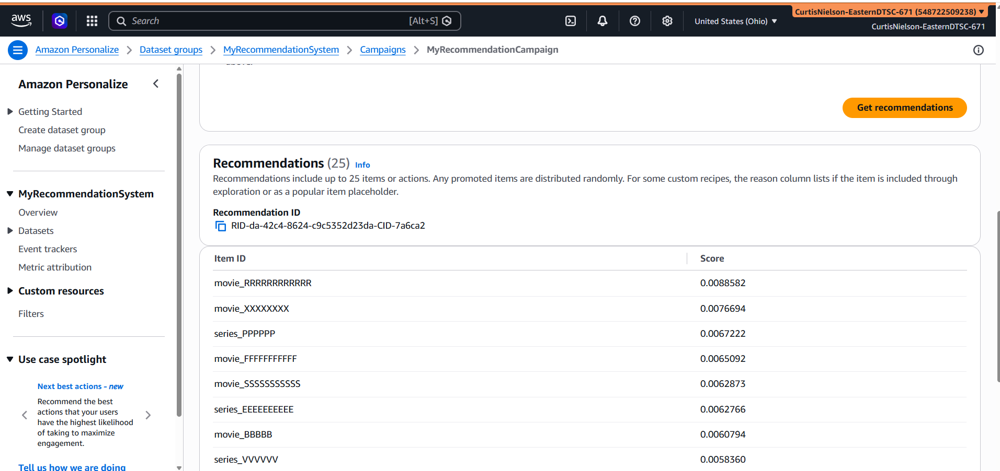 aws
Search
[Alt+S]
United States (Ohio)
CurtisNielson-EasternDTSC-671 (548722509238)
CurtisNielson-EasternDTSC-671
Amazon Personalize
Dataset groups
MyRecommendationSystem
Campaigns
MyRecommendationCampaign
Amazon Personalize
Getting Started
Create dataset group
Manage dataset groups
MyRecommendationSystem
Overview
Datasets
Event trackers
Metric attribution
Custom resources
Filters
Use case spotlight
Next best actions - new
Recommend the best
actions that your users
have the highest likelihood
of taking to maximize
engagement.
Tell us how we are doing
Get recommendations
Recommendations (25) Info
Recommendations include up to 25 items or actions. Any promoted items are distributed randomly. For some custom recipes, the reason column lists if the item is included through
exploration or as a popular item placeholder.
Recommendation ID
RID-da-42c4-8624-c9c5352d23da-CID-7a6ca2
Item ID Score
movie_RRRRRRRRRRRR 0.0088582
movie_XXXXXXXX 0.0076694
series_PPPPPP 0.0067222
movie_FFFFFFFFFFF 0.0065092
movie_SSSSSSSSSSS 0.0062873
series_EEEEEEEEEE 0.0062766
movie_BBBBB 0.0060794
series_VVVVVV 0.0058360